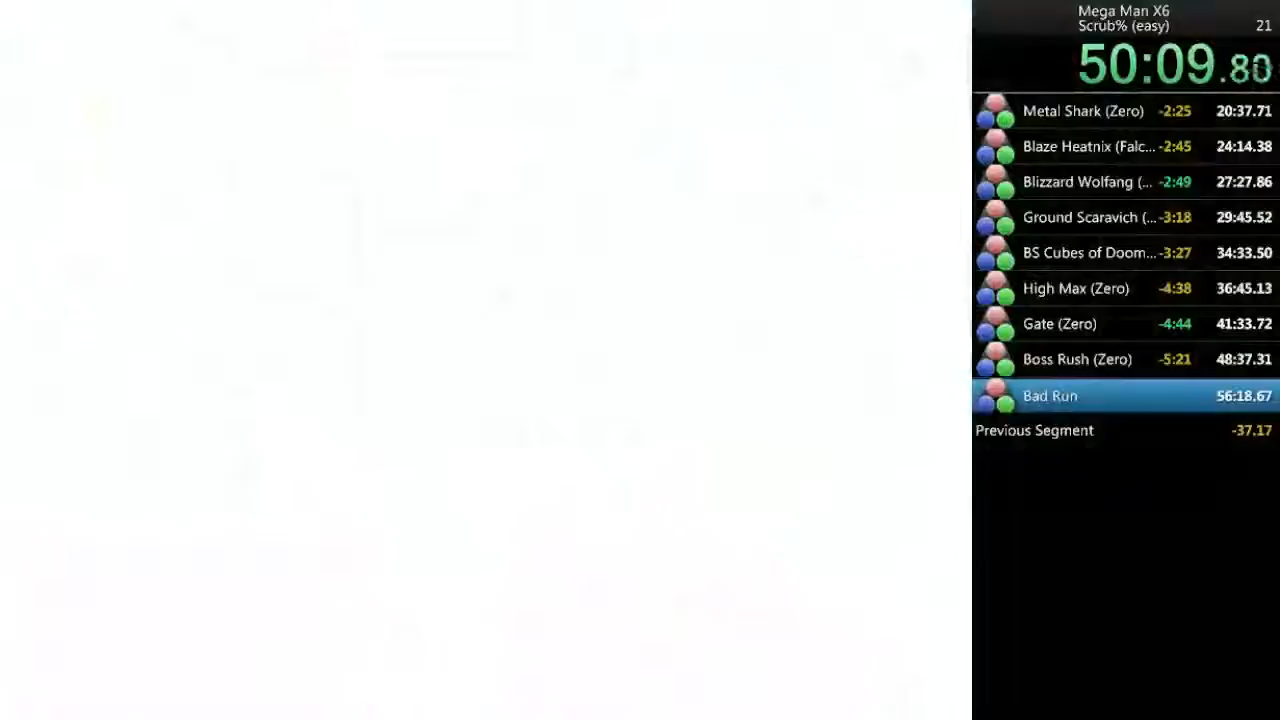 Mega Man X6
Scrub% (easy) 21
50:09.80
Metal Shark (Zero) -2:25 20:37.71
Blaze Heatnix (Falc... -2:45 24:14.38
Blizzard Wolfang (... -2:49 27:27.86
Ground Scaravich (... -3:18 29:45.52
BS Cubes of Doom... -3:27 34:33.50
High Max (Zero) -4:38 36:45.13
Gate (Zero) -4:44 41:33.72
Boss Rush (Zero) -5:21 48:37.31
Bad Run 56:18.67
Previous Segment -37.17